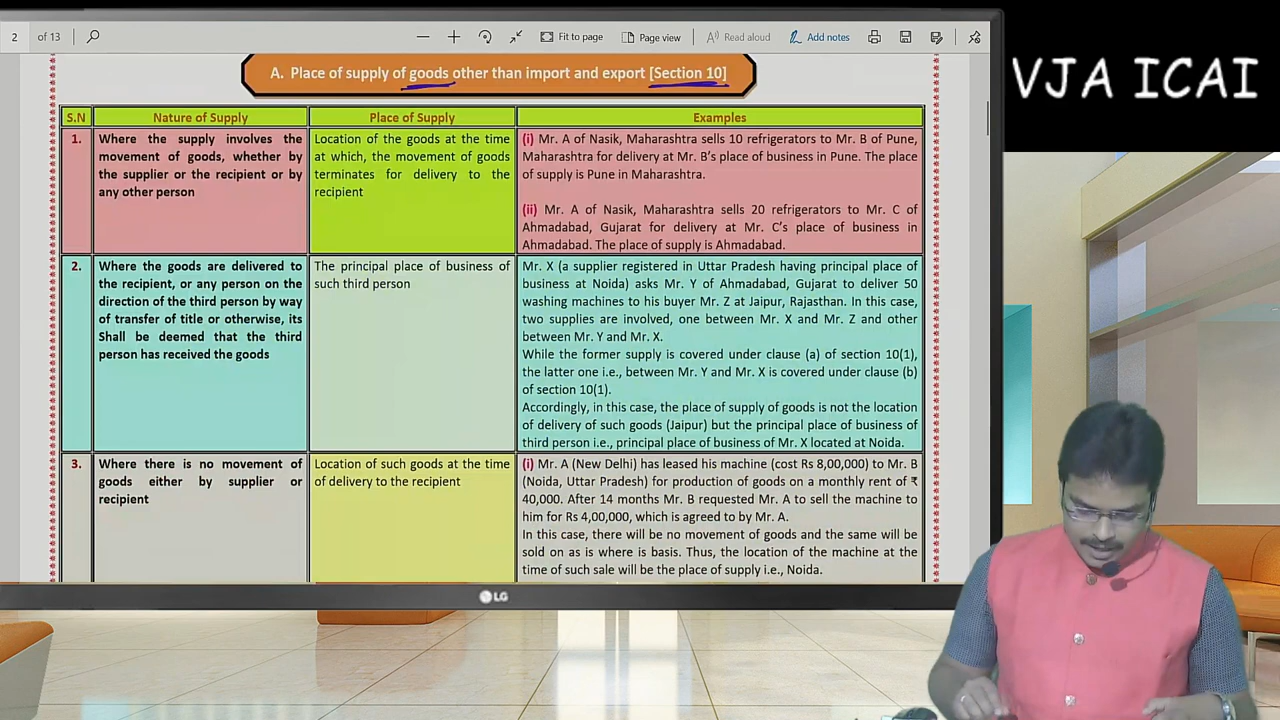 2 of 13
Fit to page
Page view
Read aloud
Add notes
VJA ICAI
A. Place of supply of goods other than import and export [Section 10]
S.N Nature of Supply Place of Supply Examples
1. Where the supply involves the
movement of goods, whether by
the supplier or the recipient or by
any other person
Location of the goods at the time
at which, the movement of goods
terminates for delivery to the
recipient
(i) Mr. A of Nasik, Maharashtra sells 10 refrigerators to Mr. B of Pune,
Maharashtra for delivery at Mr. B's place of business in Pune. The place
of supply is Pune in Maharashtra.
(ii) Mr. A of Nasik, Maharashtra sells 20 refrigerators to Mr. C of
Ahmadabad, Gujarat for delivery at Mr. C's place of business in
Ahmadabad. The place of supply is Ahmadabad.
2. Where the goods are delivered to
the recipient, or any person on the
direction of the third person by way
of transfer of title or otherwise, its
Shall be deemed that the third
person has received the goods
The principal place of business of
such third person
Mr. X (a supplier registered in Uttar Pradesh having principal place of
business at Noida) asks Mr. Y of Ahmadabad, Gujarat to deliver 50
washing machines to his buyer Mr. Z at Jaipur, Rajasthan. In this case,
two supplies are involved, one between Mr. X and Mr. Z and other
between Mr. Y and Mr. X.
While the former supply is covered under clause (a) of section 10(1),
the latter one i.e., between Mr. Y and Mr. X is covered under clause (b)
of section 10(1).
Accordingly, in this case, the place of supply of goods is not the location
of delivery of such goods (Jaipur) but the principal place of business of
third person i.e., principal place of business of Mr. X located at Noida.
3. Where there is no movement of
goods either by supplier or
recipient
Location of such goods at the time
of delivery to the recipient
(i) Mr. A (New Delhi) has leased his machine (cost Rs 8,00,000) to Mr. B
(Noida, Uttar Pradesh) for production of goods on a monthly rent of ₹
40,000. After 14 months Mr. B requested Mr. A to sell the machine to
him for Rs 4,00,000, which is agreed to by Mr. A.
In this case, there will be no movement of goods and the same will be
sold on as is where is basis. Thus, the location of the machine at the
time of such sale will be the place of supply i.e., Noida.
LG